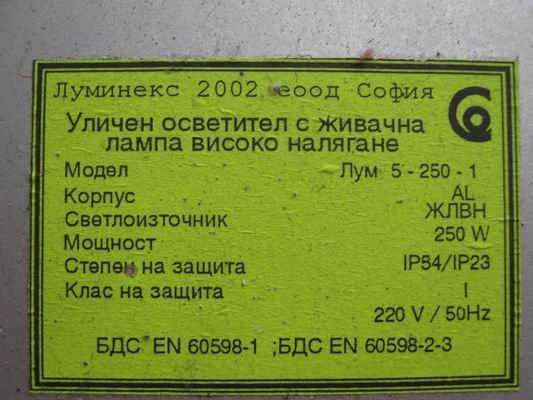 Луминекс 2002 еоод София
Уличен осветител с живачна
лампа високо налягане
Модел Лум 5 - 250 - 1
Корпус AL
Светлоизточник ЖЛВН
Мощност 250 W
Степен на защита IP54/IP23
Клас на защита I
220 V / 50Hz
БДС EN 60598-1 ;БДС EN 60598-2-3